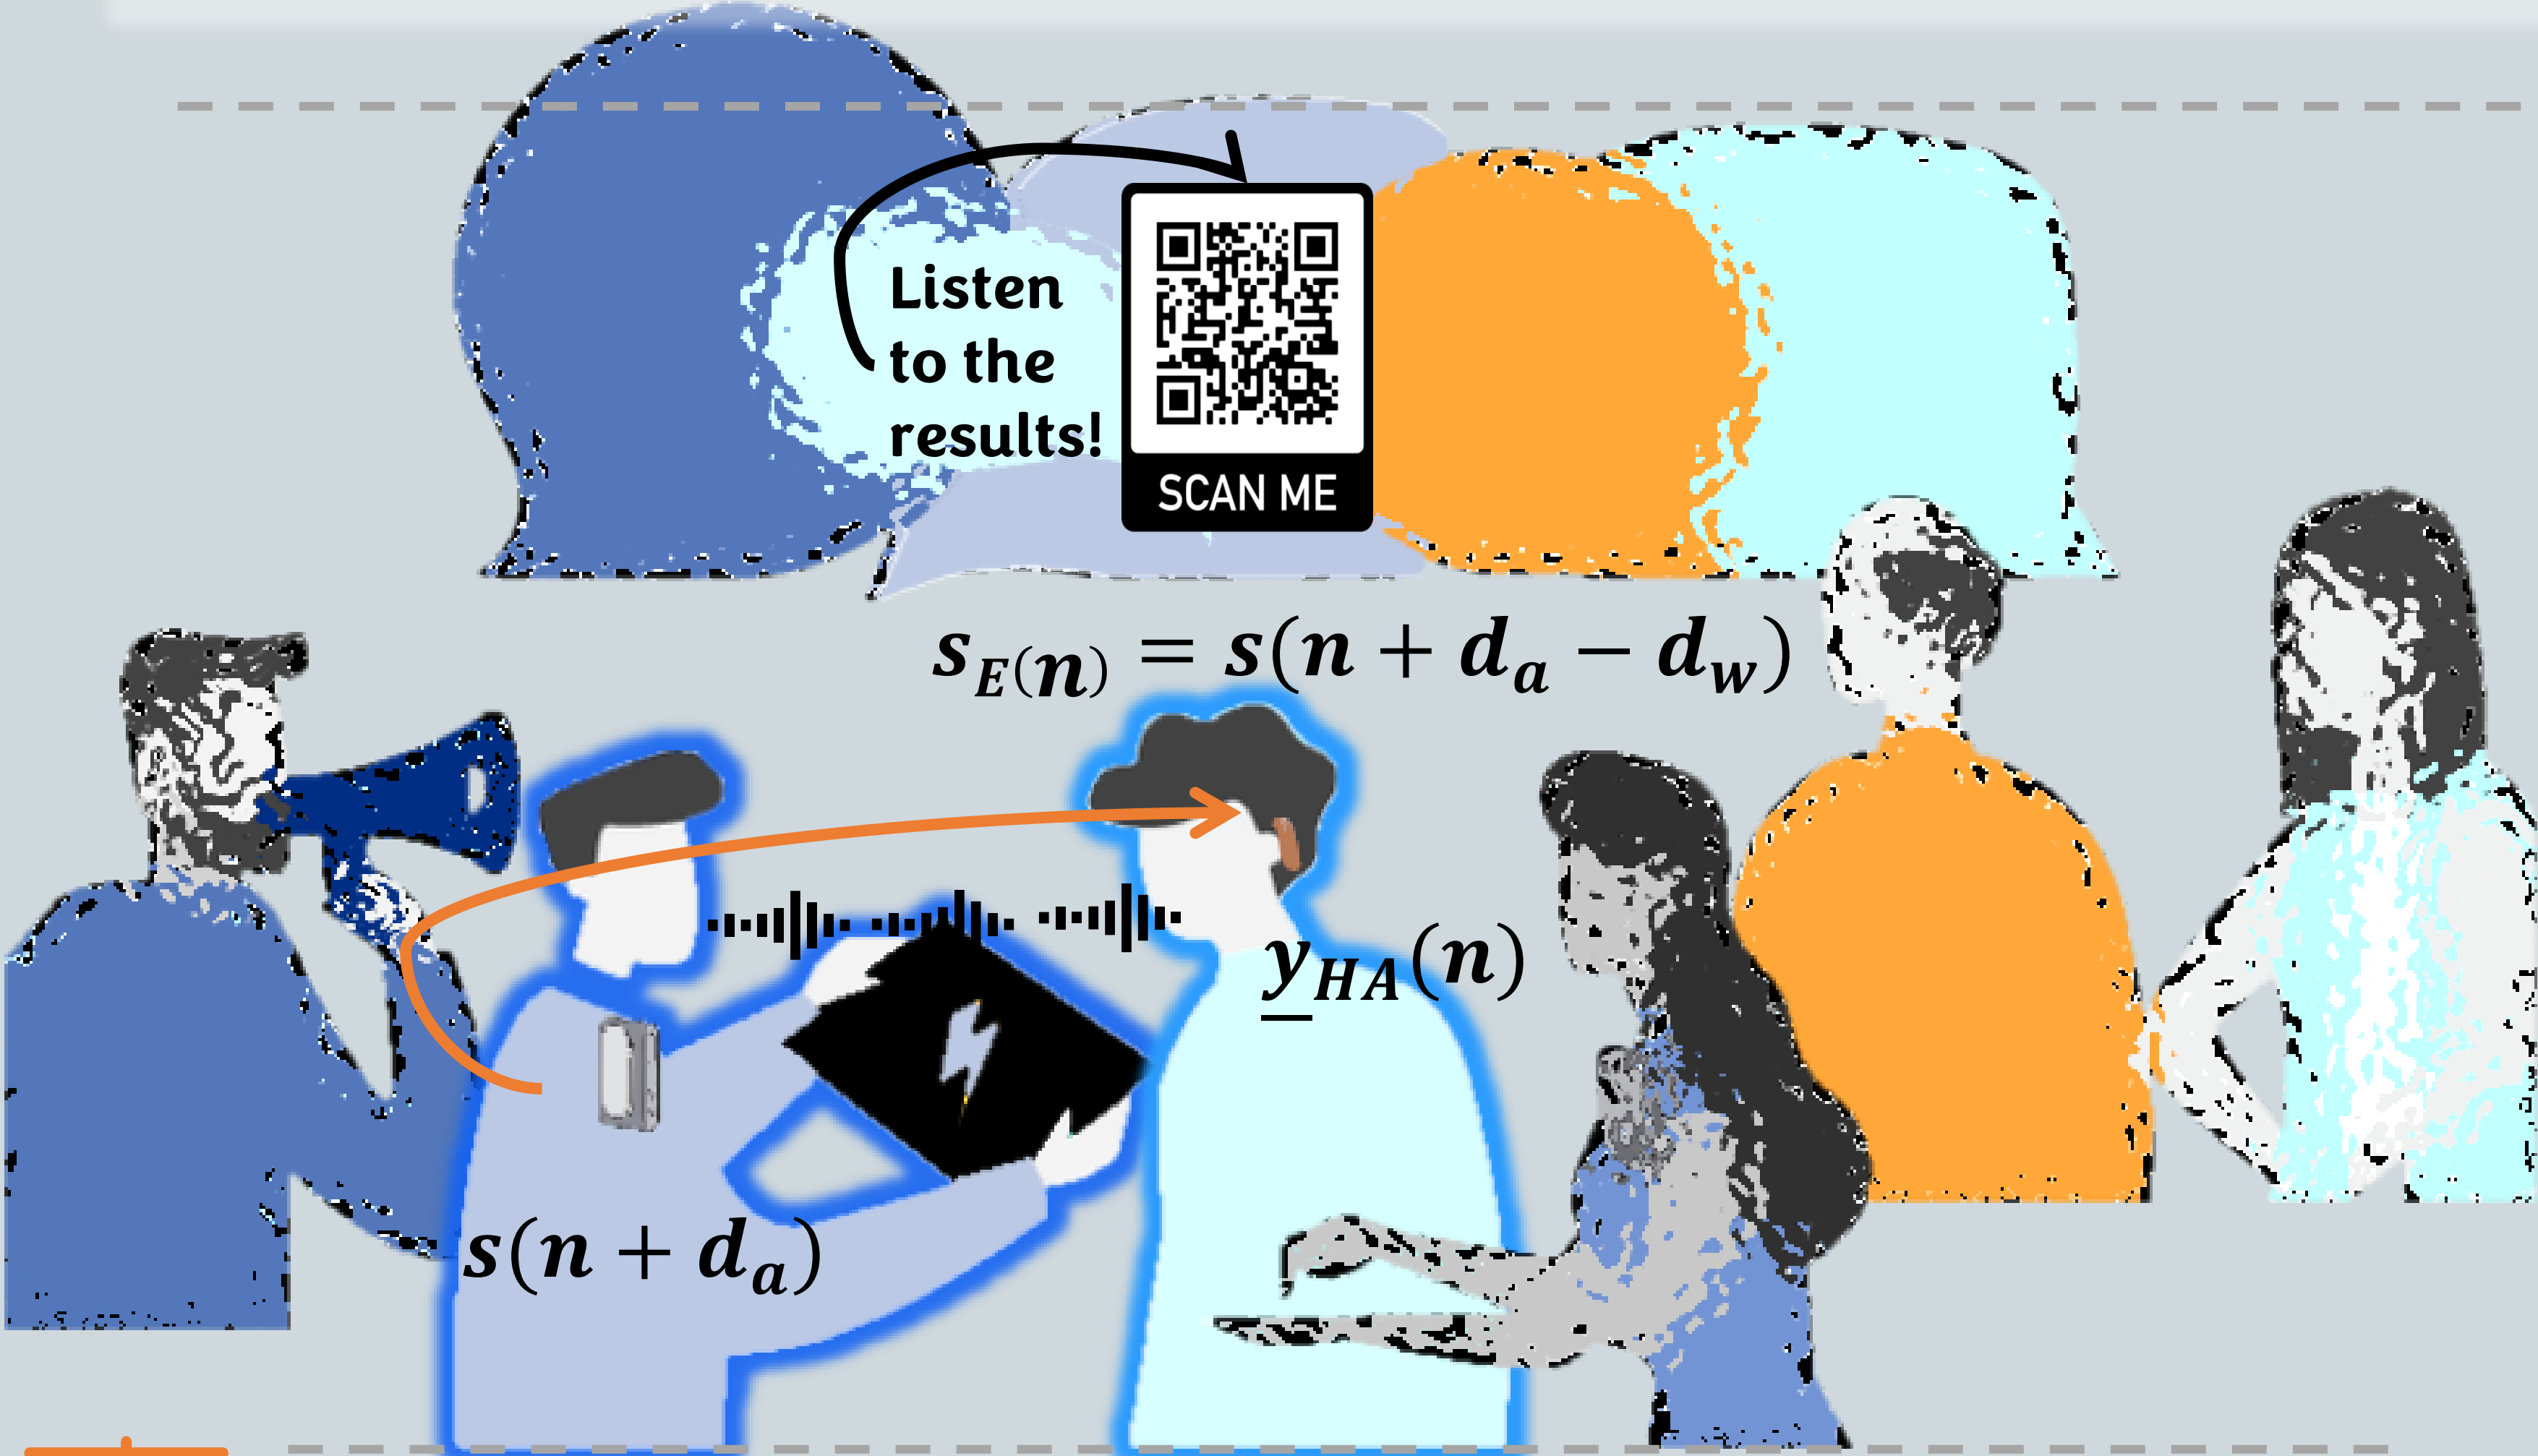 Listen
to the
results!
SCAN ME
s_E(n) = s(n + d_a − d_w)
y_HA(n)
s(n + d_a)